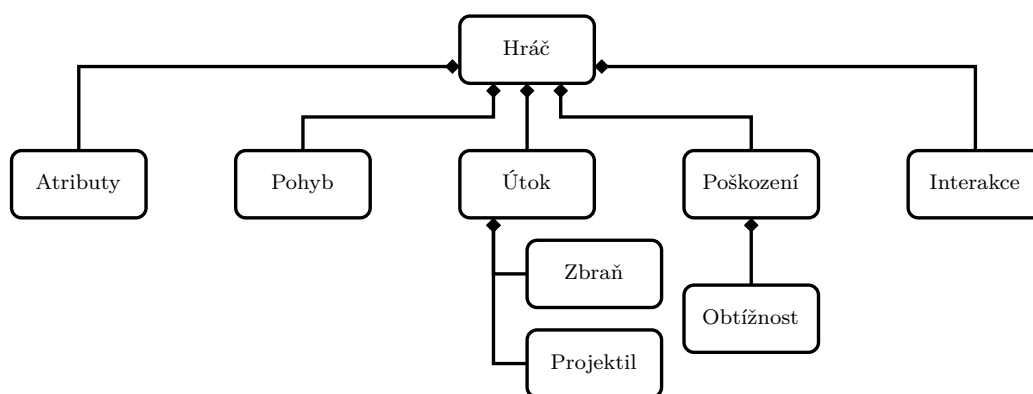 Hráč
Atributy
Pohyb
Útok
Poškození
Interakce
Zbraň
Obtížnost
Projektil